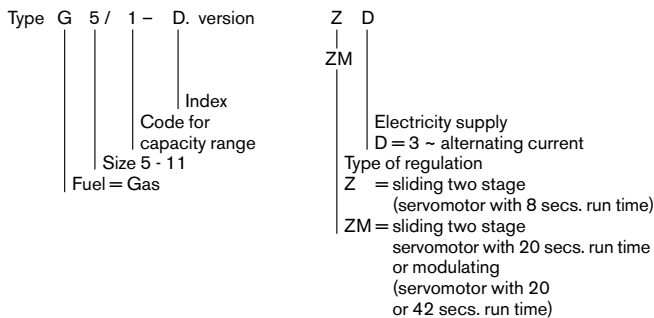 Type G 5 / 1 – D. version Z D
ZM
Index
Code for
capacity range
Size 5 - 11
Fuel = Gas
Electricity supply
D = 3 ~ alternating current
Type of regulation
Z = sliding two stage
(servomotor with 8 secs. run time)
ZM = sliding two stage
servomotor with 20 secs. run time
or modulating
(servomotor with 20
or 42 secs. run time)